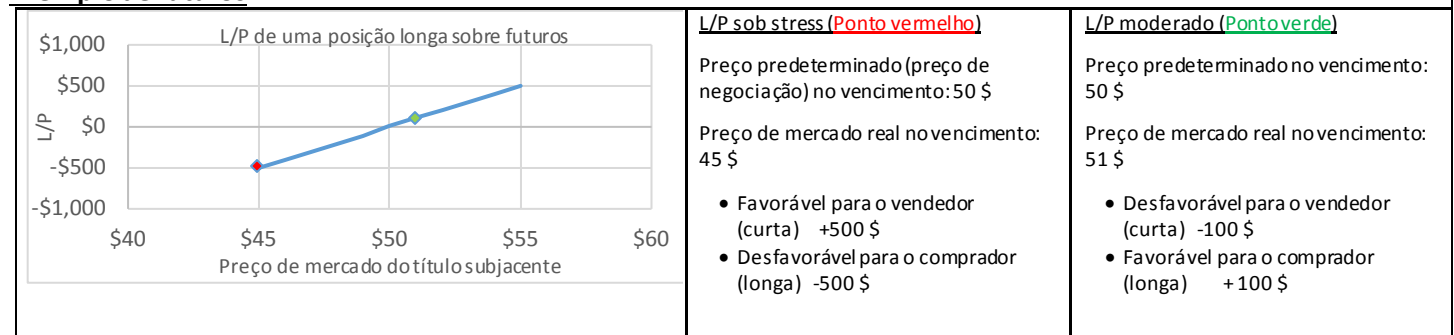 L/P de uma posição longa sobre futuros
$1,000
$500
$0
-$500
-$1,000
L/P
$40 $45 $50 $55 $60
Preço de mercado do título subjacente
L/P sob stress (Ponto vermelho)
Preço predeterminado (preço de
negociação) no vencimento: 50 $
Preço de mercado real no vencimento:
45 $
• Favorável para o vendedor
(curta) +500 $
• Desfavorável para o comprador
(longa) -500 $
L/P moderado (Ponto verde)
Preço predeterminado no vencimento:
50 $
Preço de mercado real no vencimento:
51 $
• Desfavorável para o vendedor
(curta) -100 $
• Favorável para o comprador
(longa) +100 $